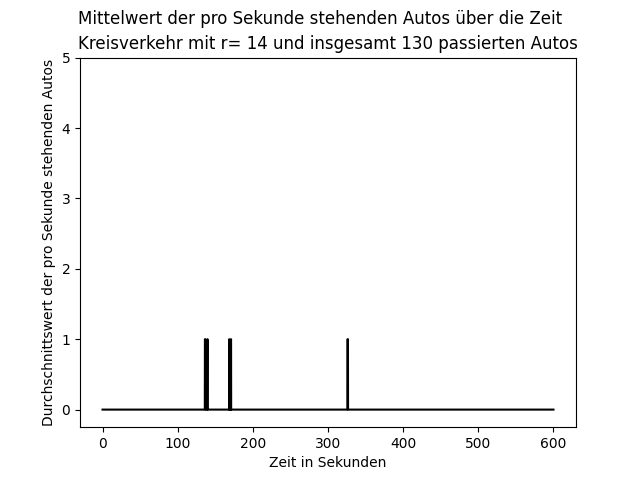 Mittelwert der pro Sekunde stehenden Autos über die Zeit
Kreisverkehr mit r= 14 und insgesamt 130 passierten Autos
Durchschnittswert der pro Sekunde stehenden Autos
5
4
3
2
1
0
0 100 200 300 400 500 600
Zeit in Sekunden